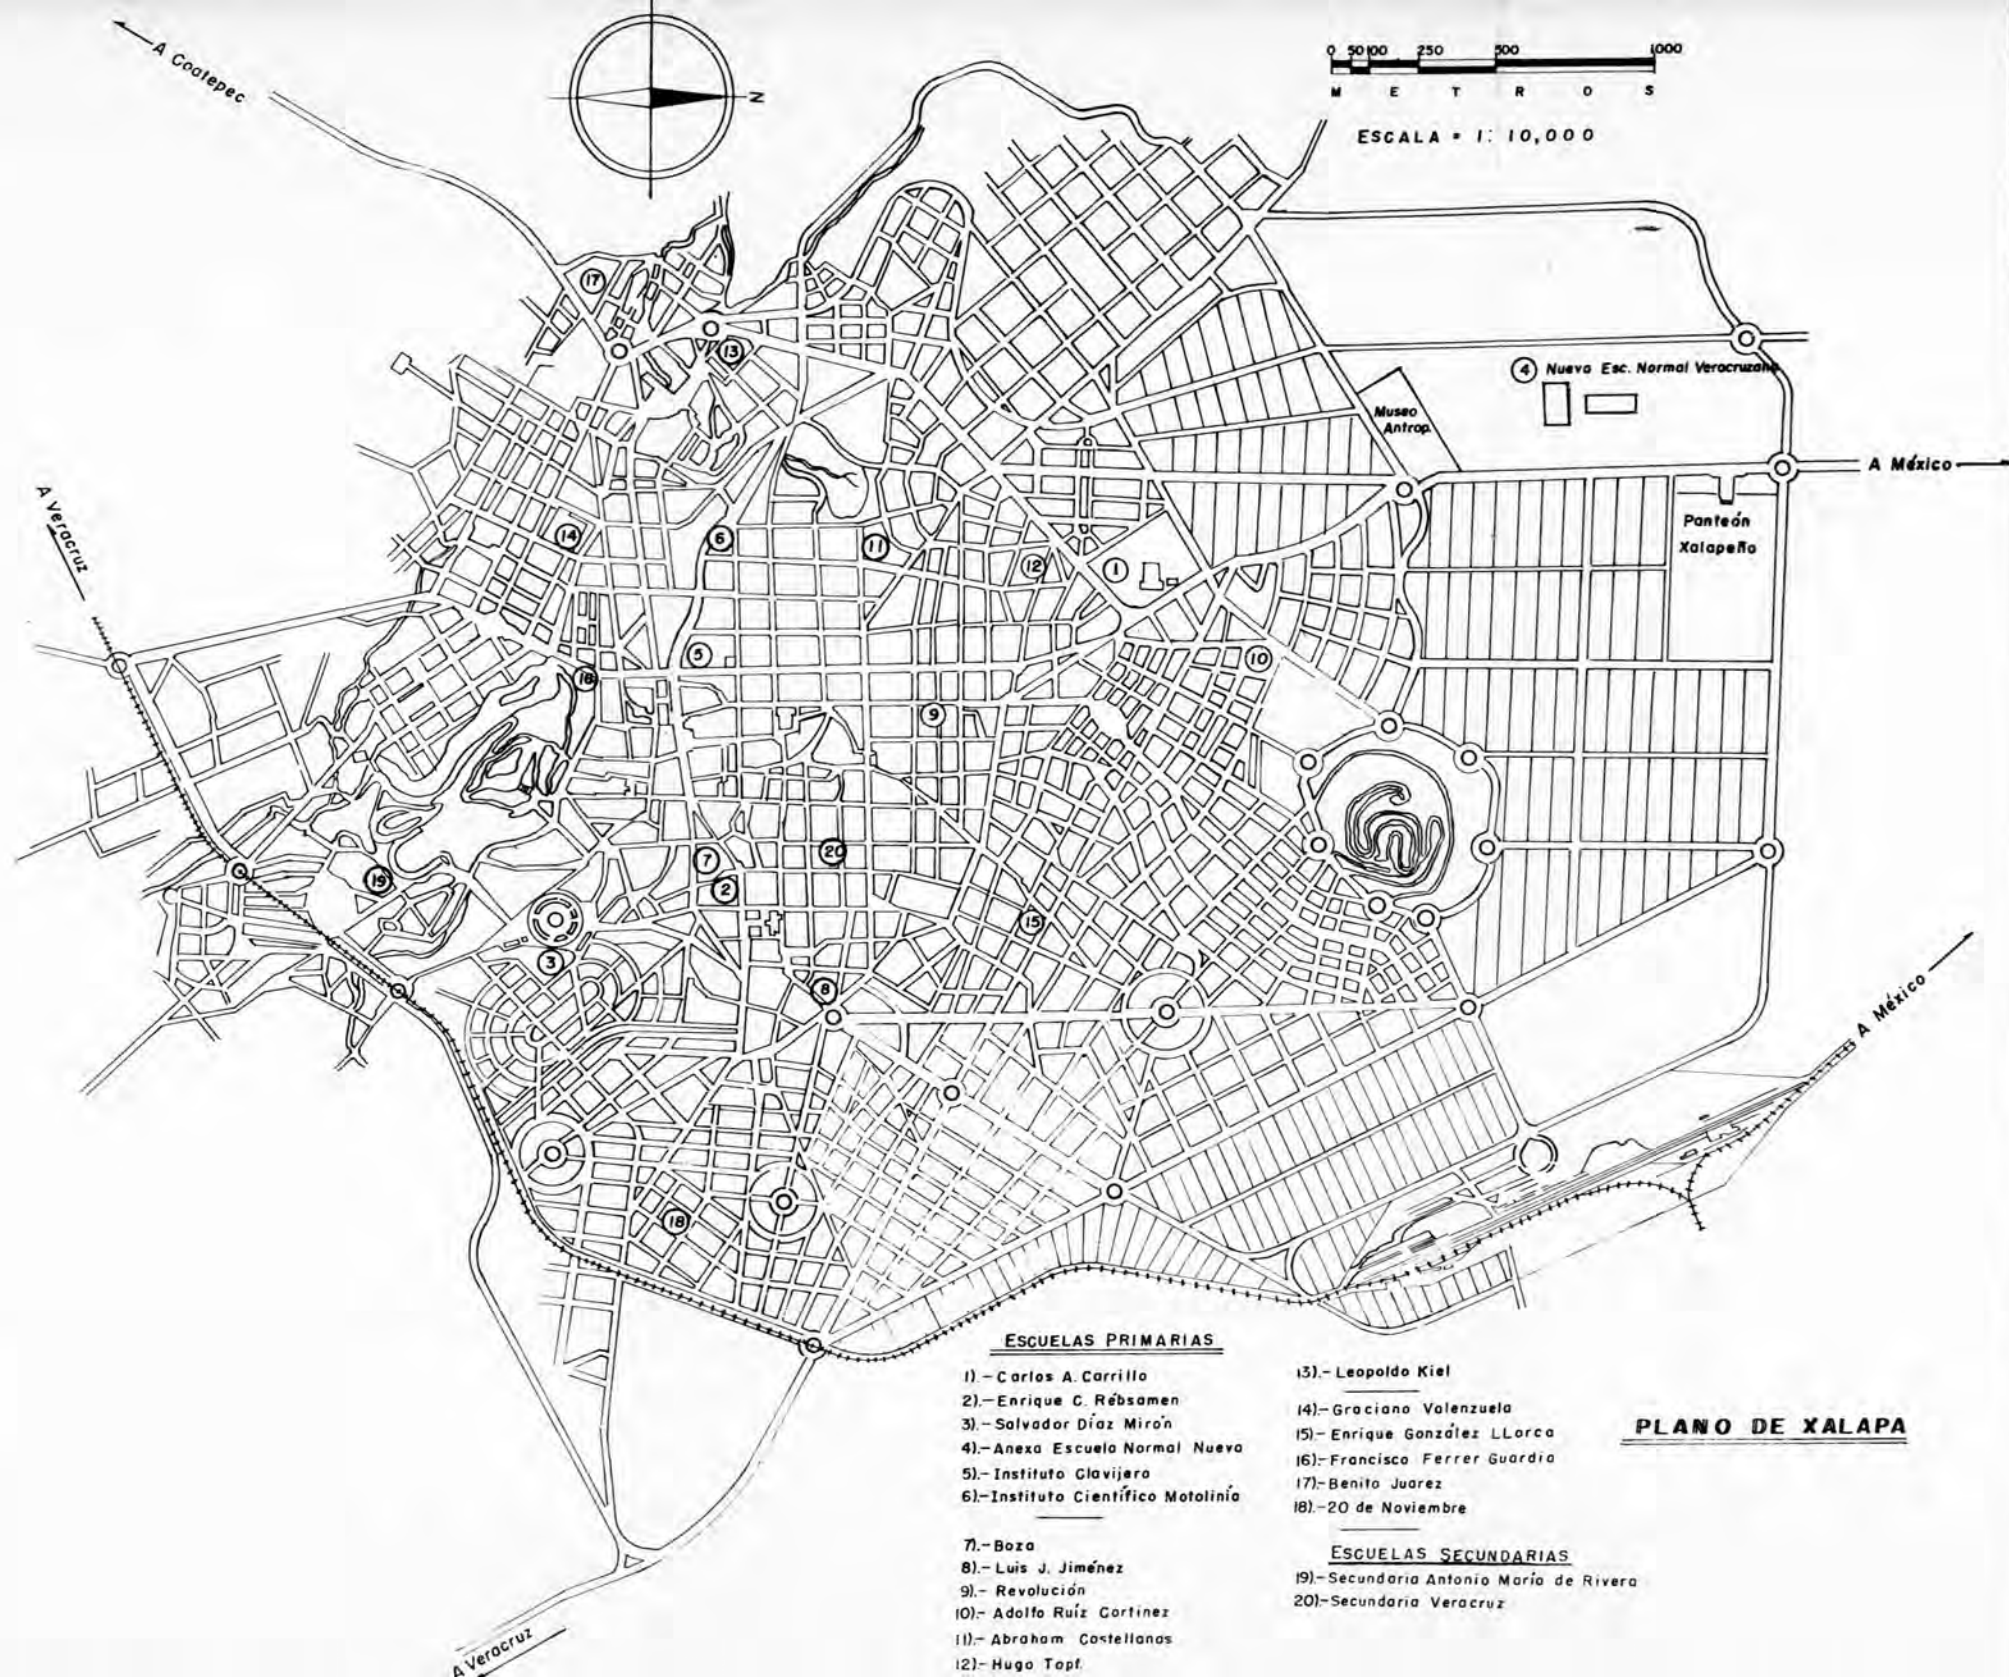 A Coatepec
N
0 50 100 250 500 1000
M E T R O S
ESCALA = 1: 10,000
17
13
4 Nueva Esc. Normal Veracruzana
Museo
Antrop.
A México
A Veracruz
Panteón
Xalapeño
14
6
11
12
1
5
16
10
9
7
20
2
19
15
3
8
A México
18
ESCUELAS PRIMARIAS
1).-Carlos A. Carrillo
2).-Enrique C. Rébsamen
3).-Salvador Díaz Mirón
4).-Anexa Escuela Normal Nueva
5).-Instituto Clavijero
6).-Instituto Científico Motolinía
7).-Boza
8).-Luis J. Jiménez
9).- Revolución
10).- Adolfo Ruíz Cortinez
11).- Abraham Castellanos
12).-Hugo Topf.
13).-Leopoldo Kiel
14).-Graciano Valenzuela
15).-Enrique González LLorca
16).-Francisco Ferrer Guardia
17).-Benito Juarez
18).-20 de Noviembre
ESCUELAS SECUNDARIAS
19).-Secundaria Antonio María de Rivera
20).-Secundaria Veracruz
PLANO DE XALAPA
A Veracruz